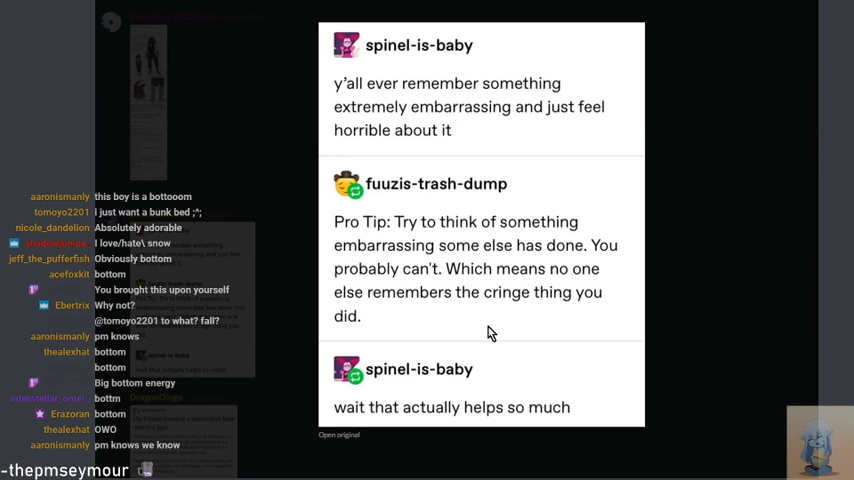 spinel-is-baby
y'all ever remember something
extremely embarrassing and just feel
horrible about it
fuuzis-trash-dump
Pro Tip: Try to think of something
embarrassing some else has done. You
probably can't. Which means no one
else remembers the cringe thing you
did.
spinel-is-baby
wait that actually helps so much
Open original
aaronismanly this boy is a bottooom
tomoyo2201 i just want a bunk bed ;^;
nicole_dandelion Absolutely adorable
shadowjumper I love/hate\ snow
jeff_the_pufferfish Obviously bottom
acefoxkit bottom
You brought this upon yourself
Ebertrix Why not?
@tomoyo2201 to what? fall?
aaronismanly pm knows
thealexhat bottom
bottom
Big bottom energy
interstellar_omel.. bottm
Erazoran bottom
thealexhat OWO
aaronismanly pm knows we know
-thepmseymour